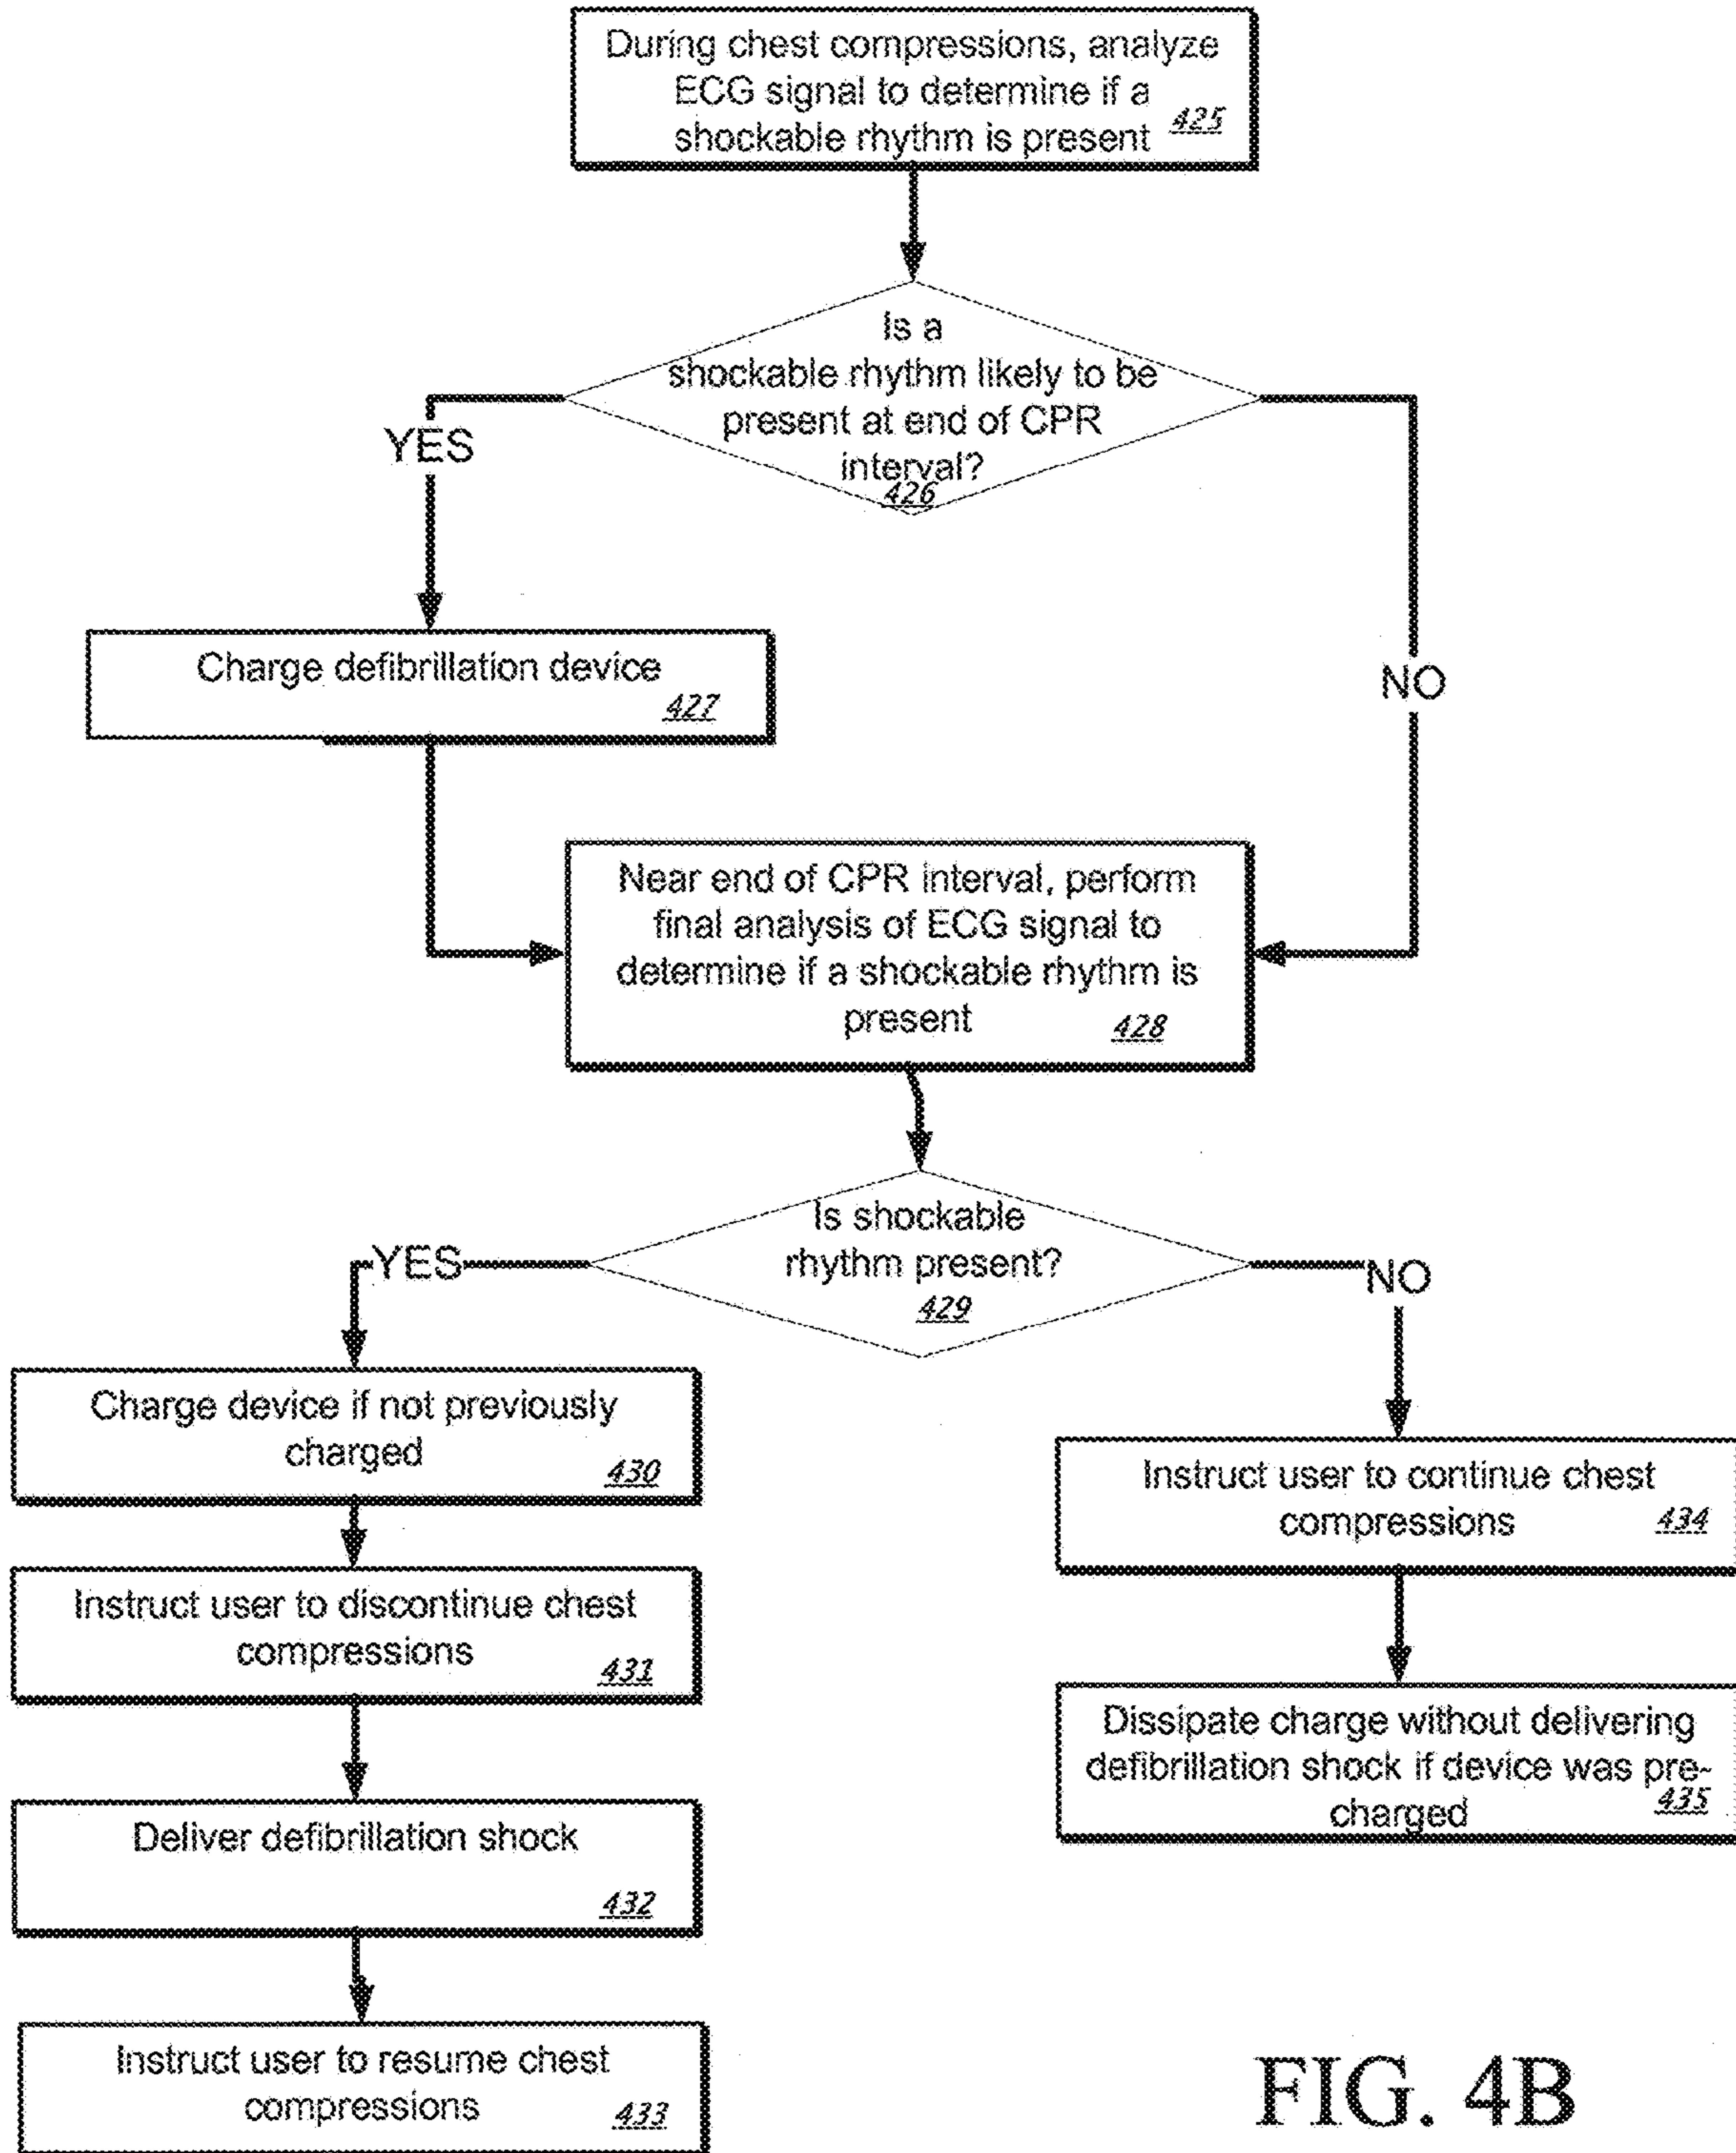 During chest compressions, analyze
ECG signal to determine if a
shockable rhythm is present
425
Is a
shockable rhythm likely to be
present at end of CPR
interval?
426
YES
NO
Charge defibrillation device
427
Near end of CPR interval, perform
final analysis of ECG signal to
determine if a shockable rhythm is
present
428
Is shockable
rhythm present?
429
YES
NO
Charge device if not previously
charged
430
Instruct user to discontinue chest
compressions
431
Deliver defibrillation shock
432
Instruct user to resume chest
compressions
433
Instruct user to continue chest
compressions
434
Dissipate charge without delivering
defibrillation shock if device was pre-
charged
435
FIG. 4B